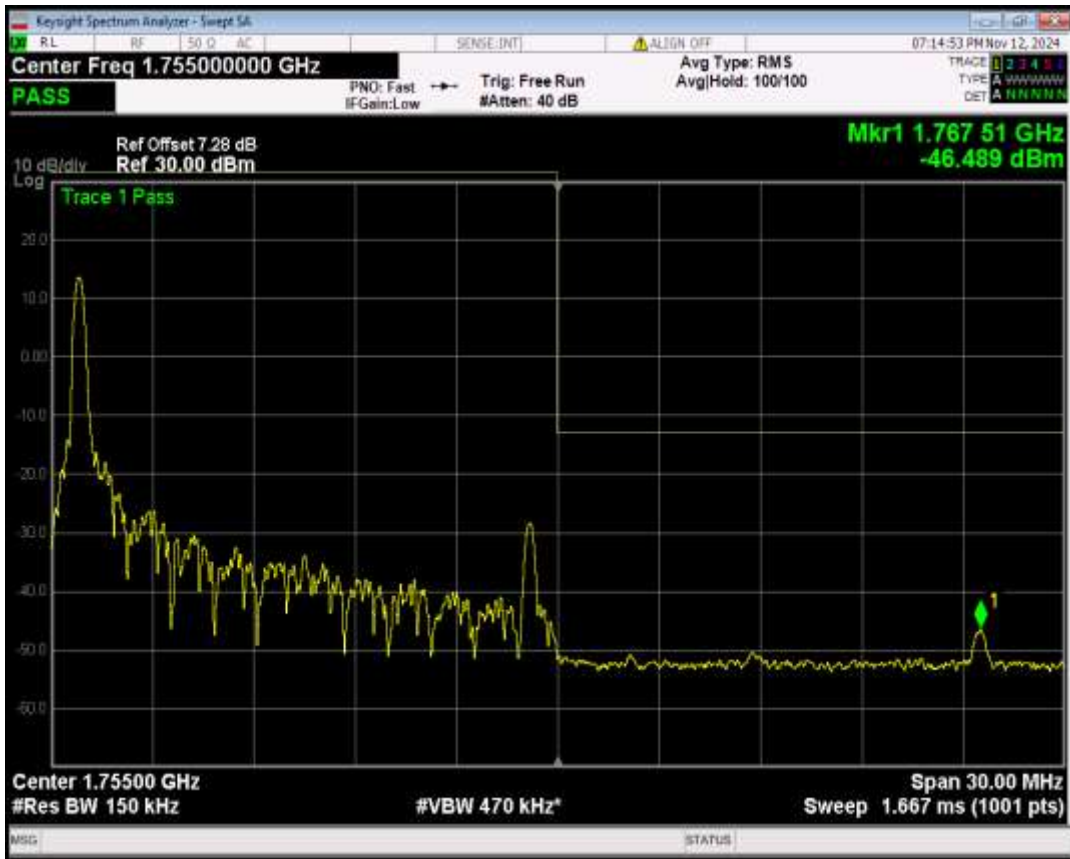 Keysight Spectrum Analyzer - Swept SA
RL RF 50 Ω AC SENSE:INT ALIGN OFF 07:14:53 PM Nov 12, 2024
Center Freq 1.755000000 GHz
PASS
PNO: Fast
IFGain:Low
Trig: Free Run
#Atten: 40 dB
Avg Type: RMS
Avg|Hold: 100/100
TRACE 1 2 3 4 5 6
TYPE A WWWWW
DET A N N N N N
Mkr1 1.767 51 GHz
-46.489 dBm
Ref Offset 7.28 dB
10 dB/div Ref 30.00 dBm
Log
Trace 1 Pass
20.0
10.0
0.00
-10.0
-20.0
-30.0
-40.0
-50.0
-60.0
1
Center 1.75500 GHz
Span 30.00 MHz
#Res BW 150 kHz
#VBW 470 kHz*
Sweep 1.667 ms (1001 pts)
MSG
STATUS